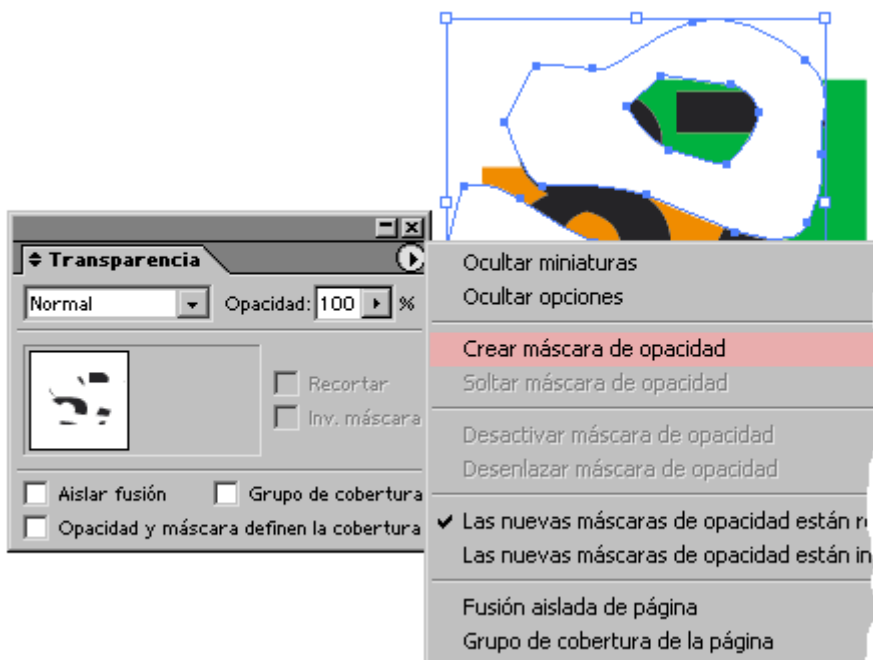 Transparencia
Normal Opacidad: 100 %
Recortar
Inv. máscara
Aislar fusión Grupo de cobertura
Opacidad y máscara definen la cobertura
Ocultar miniaturas
Ocultar opciones
Crear máscara de opacidad
Soltar máscara de opacidad
Desactivar máscara de opacidad
Desenlazar máscara de opacidad
Las nuevas máscaras de opacidad están
Las nuevas máscaras de opacidad están in
Fusión aislada de página
Grupo de cobertura de la página